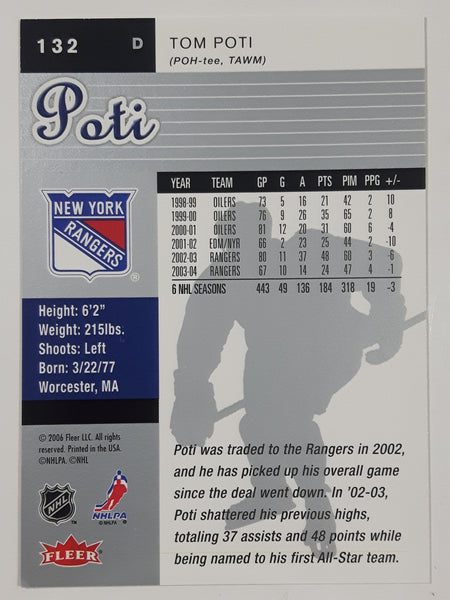 132 D TOM POTI
(POH-tee, TAWM)
Poti
NEW YORK
RANGERS
®
YEAR TEAM GP G A PTS PIM PPG +/-
1998-99 OILERS 73 5 16 21 42 2 10
1999-00 OILERS 76 9 26 35 65 2 8
2000-01 OILERS 81 12 20 31 60 6 -4
2001-02 EDM/NYR 66 2 23 25 44 2 -10
2002-03 RANGERS 80 11 37 48 60 3 -6
2003-04 RANGERS 67 10 14 24 47 4 -1
6 NHL SEASONS 443 49 136 184 318 19 -3
Height: 6'2"
Weight: 215lbs.
Shoots: Left
Born: 3/22/77
Worcester, MA
© 2006 Fleer LLC. All rights
reserved. Printed in the USA.
©NHLPA. ©NHL
NHL
TM
NHLPA
© NHLPA
FLEER
Poti was traded to the Rangers in 2002,
and he has picked up his overall game
since the deal went down. In '02-03,
Poti shattered his previous highs,
totaling 37 assists and 48 points while
being named to his first All-Star team.